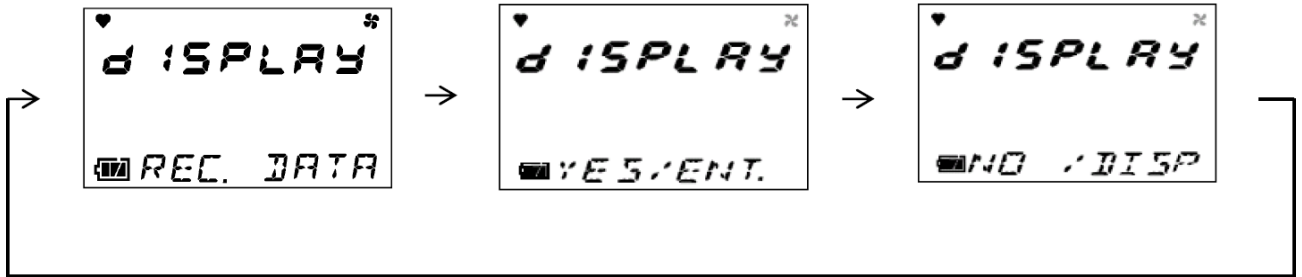 dISPLAY
REC. DATA
dISPLAY
YES/ENT.
dISPLAY
NO /DISP